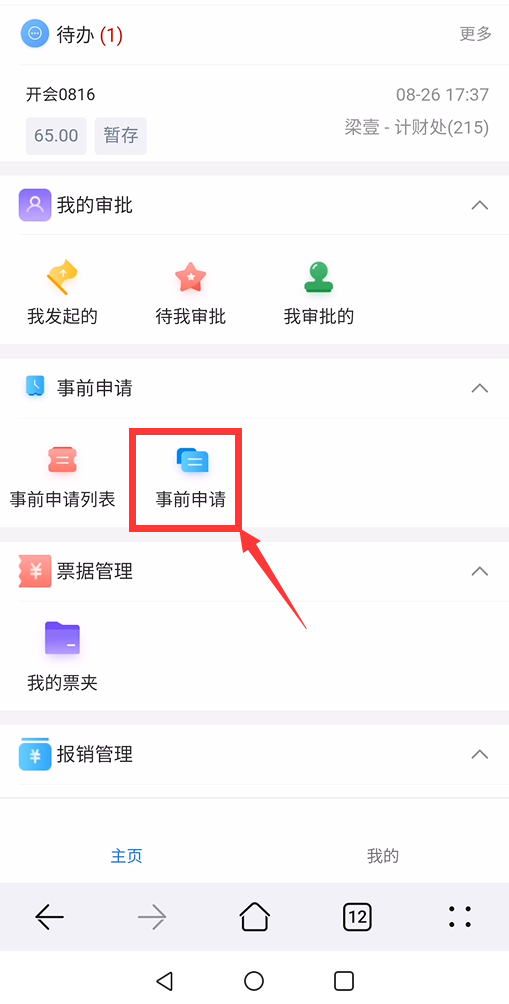 待办 (1) 更多
开会0816 08-26 17:37
65.00 暂存 梁壹 - 计财处(215)
我的审批
我发起的 待我审批 我审批的
事前申请
事前申请列表 事前申请
¥ 票据管理
我的票夹
¥ 报销管理
主页 我的
12